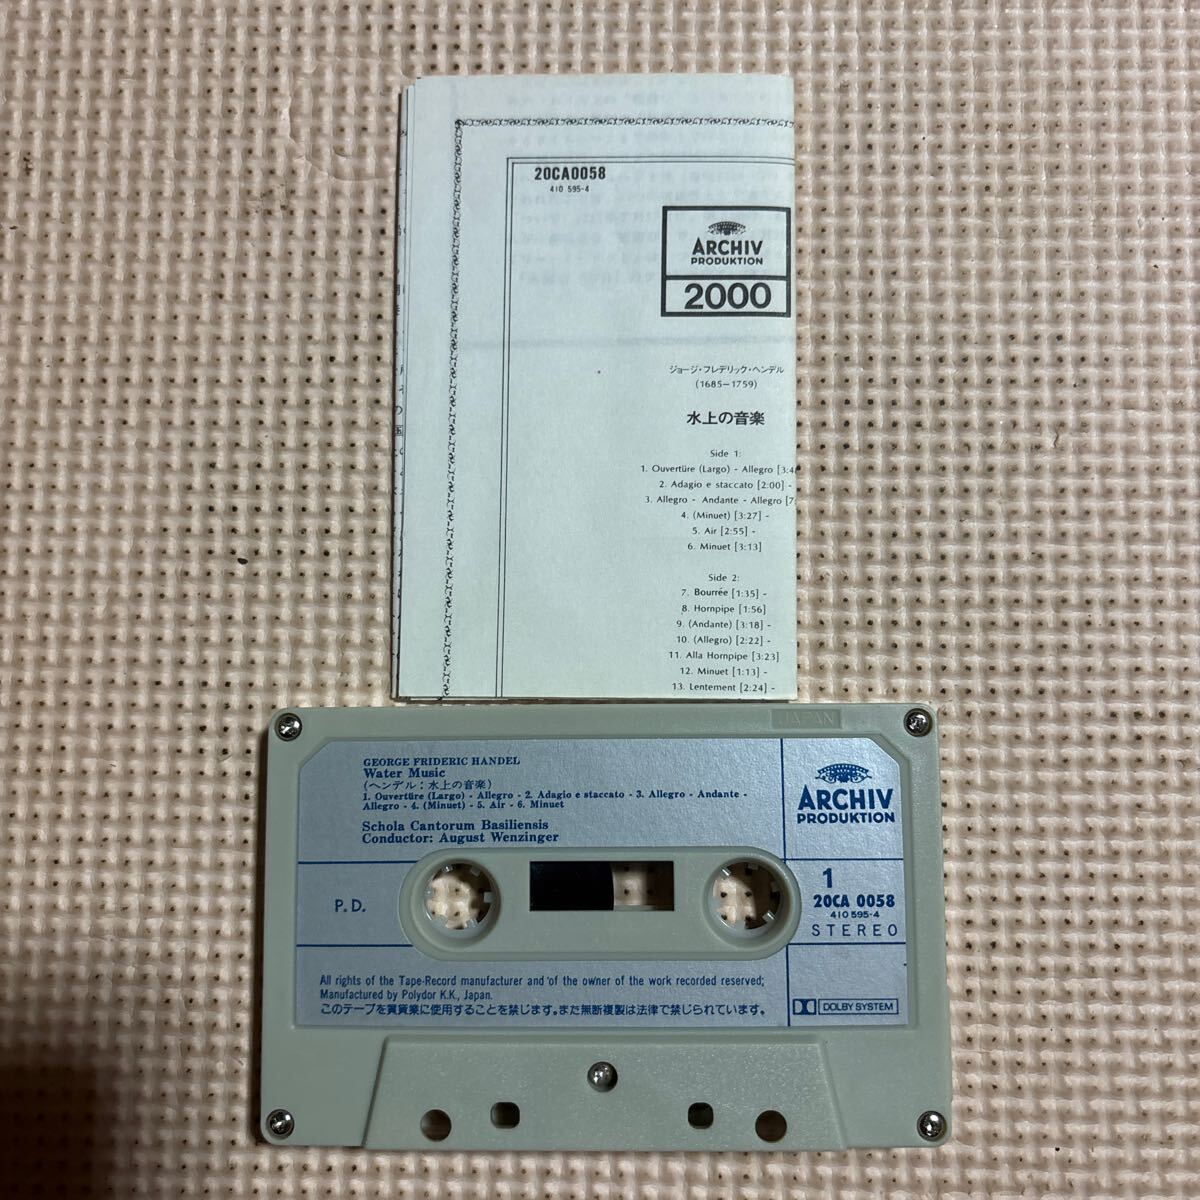 20CA0058
410 595-4
ARCHIV
PRODUKTION
2000
ジョージ・フレデリック・ヘンデル
(1685–1759)
水上の音楽
Side 1:
1. Ouvertüre (Largo) - Allegro [3:4
2. Adagio e staccato [2:00] -
3. Allegro - Andante - Allegro [7:
4. (Minuet) [3:27] -
5. Air [2:55] -
6. Minuet [3:13]
Side 2:
7. Bourrée [1:35] -
8. Hornpipe [1:56]
9. (Andante) [3:18] -
10. (Allegro) [2:22] -
11. Alla Hornpipe [3:23]
12. Minuet [1:13] -
13. Lentement [2:24] -
JAPAN
GEORGE FRIDERIC HANDEL
Water Music
(ヘンデル：水上の音楽)
1. Ouvertüre (Largo) - Allegro - 2. Adagio e staccato - 3. Allegro - Andante -
Allegro - 4. (Minuet) - 5. Air - 6. Minuet
Schola Cantorum Basiliensis
Conductor: August Wenzinger
ARCHIV
PRODUKTION
P.D.
1
20CA 0058
410 595-4
STEREO
All rights of the Tape-Record manufacturer and of the owner of the work recorded reserved;
Manufactured by Polydor K.K., Japan.
このテープを賃貸業に使用することを禁じます。また無断複製は法律で禁じられています。
DOLBY SYSTEM